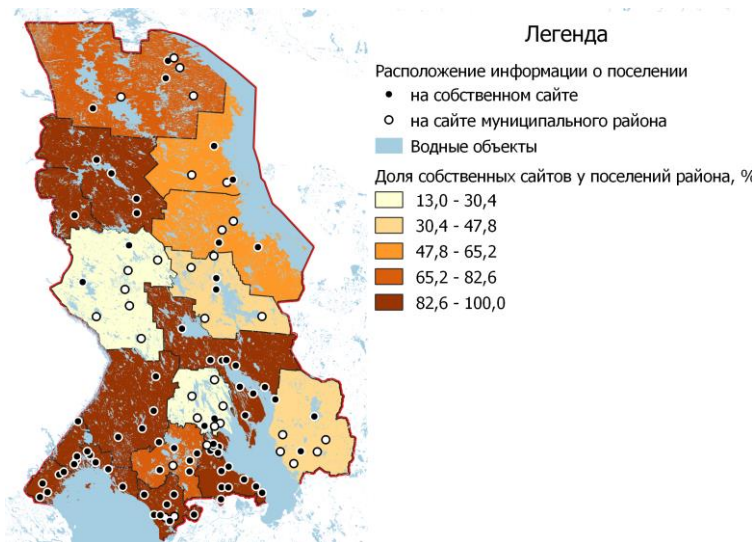 Легенда
Расположение информации о поселении
на собственном сайте
на сайте муниципального района
Водные объекты
Доля собственных сайтов у поселений района, %
13,0 - 30,4
30,4 - 47,8
47,8 - 65,2
65,2 - 82,6
82,6 - 100,0